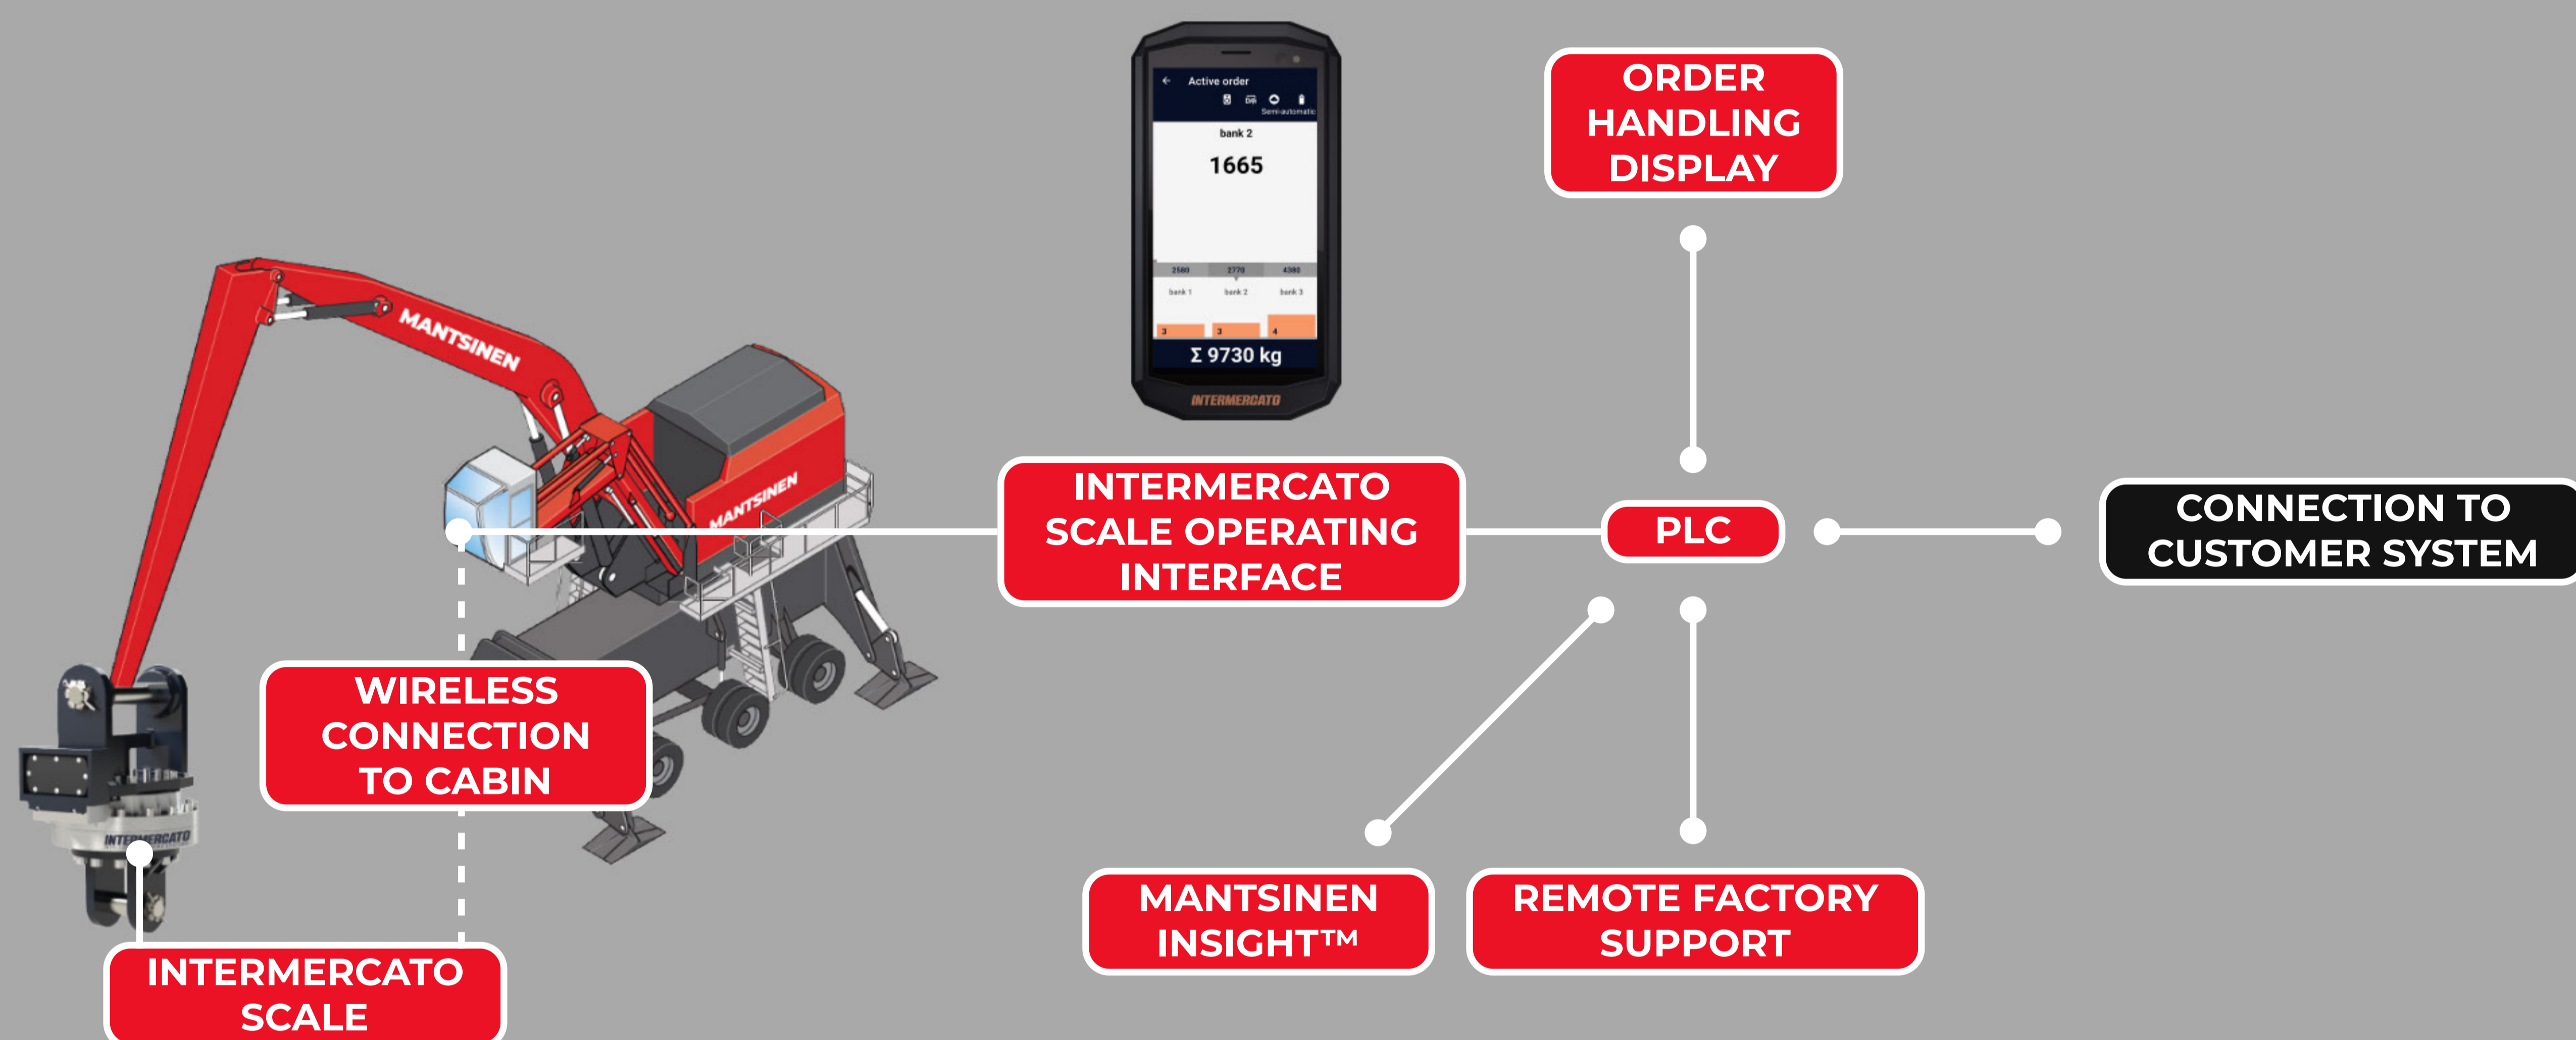 Active order
Semi-automatic
bank 2
1665
2580 2770 4380
bank 1 bank 2 bank 3
3 3 4
Σ 9730 kg
INTERMERCATO
ORDER
HANDLING
DISPLAY
MANTSINEN
MANTSINEN
INTERMERCATO
SCALE OPERATING
INTERFACE
PLC
CONNECTION TO
CUSTOMER SYSTEM
WIRELESS
CONNECTION
TO CABIN
INTERMERCATO
MANTSINEN
INSIGHT™
REMOTE FACTORY
SUPPORT
INTERMERCATO
SCALE